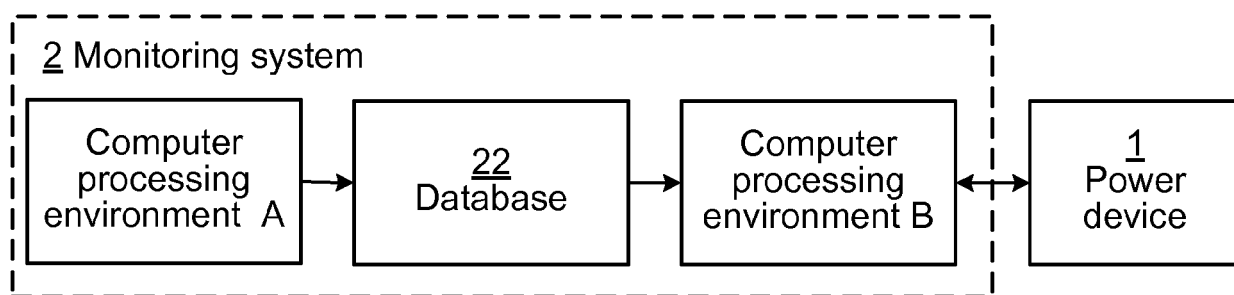 2 Monitoring system
Computer
processing
environment A
22
Database
Computer
processing
environment B
1
Power
device